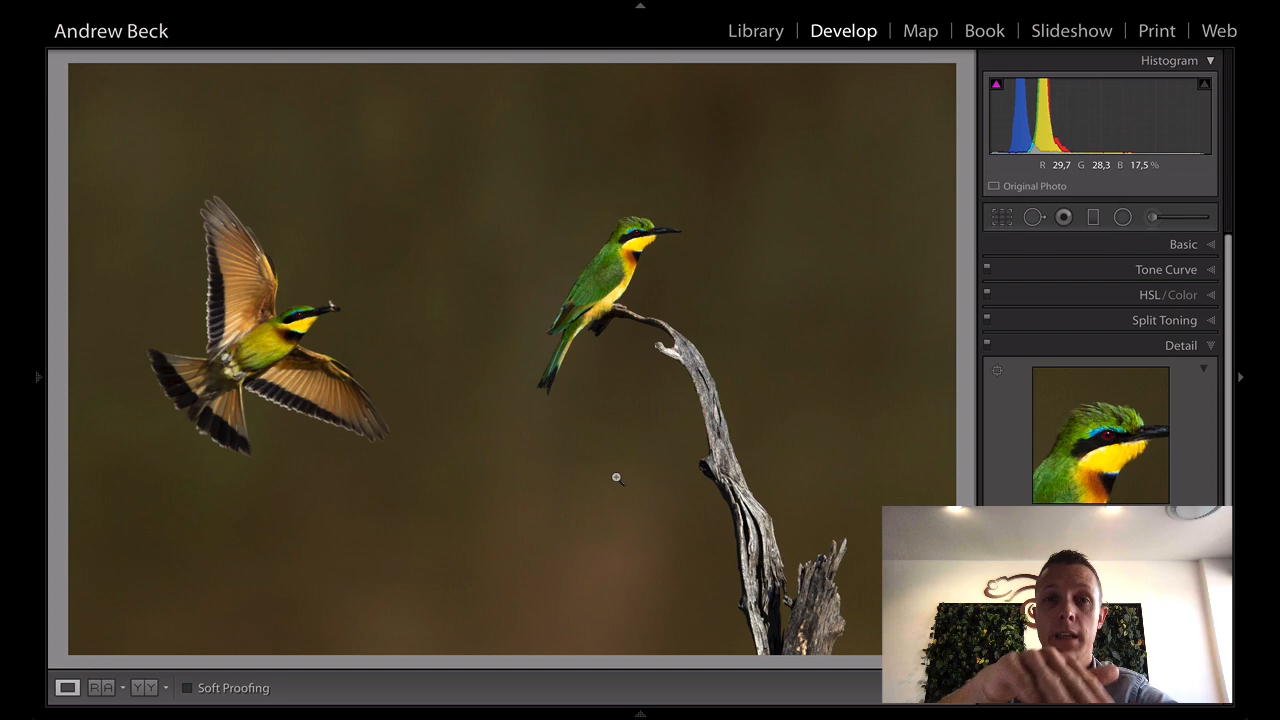 Andrew Beck
Library | Develop | Map | Book | Slideshow | Print | Web
Histogram
R 29,7 G 28,3 B 17,5 %
Original Photo
Basic
Tone Curve
HSL / Color
Split Toning
Detail
R A Y Y Soft Proofing